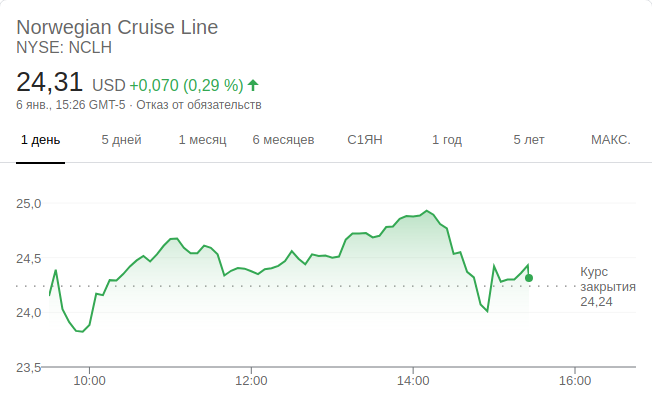 Norwegian Cruise Line
NYSE: NCLH
24,31 USD +0,070 (0,29 %)
6 янв., 15:26 GMT-5 · Отказ от обязательств
1 день 5 дней 1 месяц 6 месяцев С1ЯН 1 год 5 лет МАКС.
25,0
24,5
Курс
закрытия
24,24
24,0
23,5
10:00 12:00 14:00 16:00